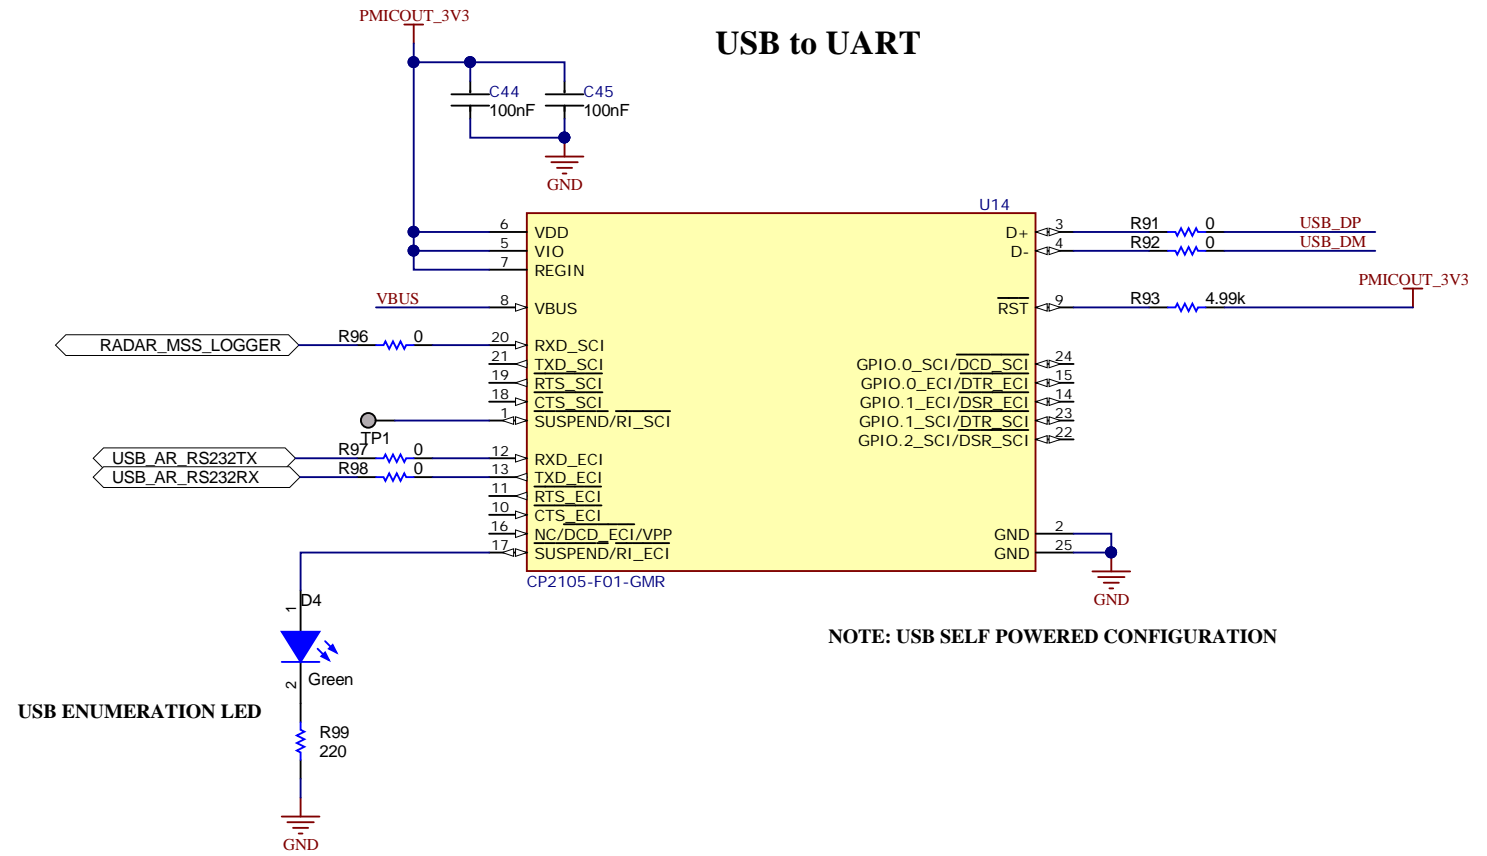 PMICOUT_3V3
USB to UART
C44
100nF
C45
100nF
GND
U14
6
VDD
5
VIO
7
REGIN
8
VBUS
VBUS
RADAR_MSS_LOGGER
R96
0
20
RXD_SCI
21
TXD_SCI
19
RTS_SCI
18
CTS_SCI
1
SUSPEND/RI_SCI
TP1
USB_AR_RS232TX
R97
0
12
RXD_ECI
USB_AR_RS232RX
R98
0
13
TXD_ECI
11
RTS_ECI
10
CTS_ECI
16
NC/DCD_ECI/VPP
17
SUSPEND/RI_ECI
CP2105-F01-GMR
D+
3
R91
0
USB_DP
D-
4
R92
0
USB_DM
RST
9
R93
4.99k
PMICOUT_3V3
GPIO.0_SCI/DCD_SCI
24
GPIO.0_ECI/DTR_ECI
15
GPIO.1_ECI/DSR_ECI
14
GPIO.1_SCI/DTR_SCI
23
GPIO.2_SCI/DSR_SCI
22
GND
2
GND
25
GND
NOTE: USB SELF POWERED CONFIGURATION
1
D4
2
Green
USB ENUMERATION LED
R99
220
GND